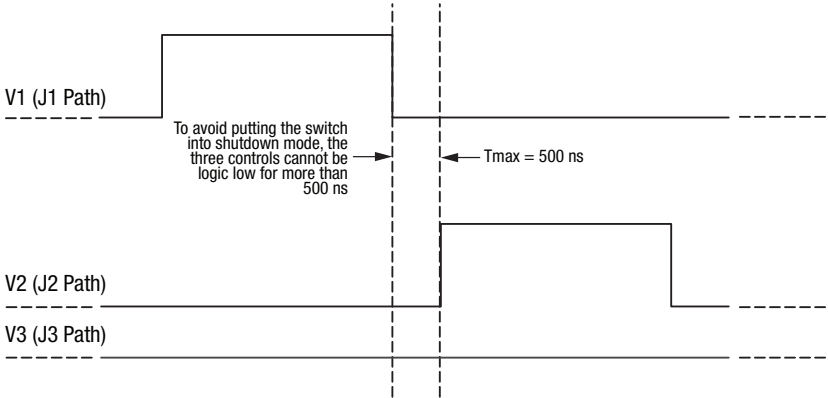 V1 (J1 Path)
To avoid putting the switch
into shutdown mode, the
three controls cannot be
logic low for more than
500 ns
Tmax = 500 ns
V2 (J2 Path)
V3 (J3 Path)